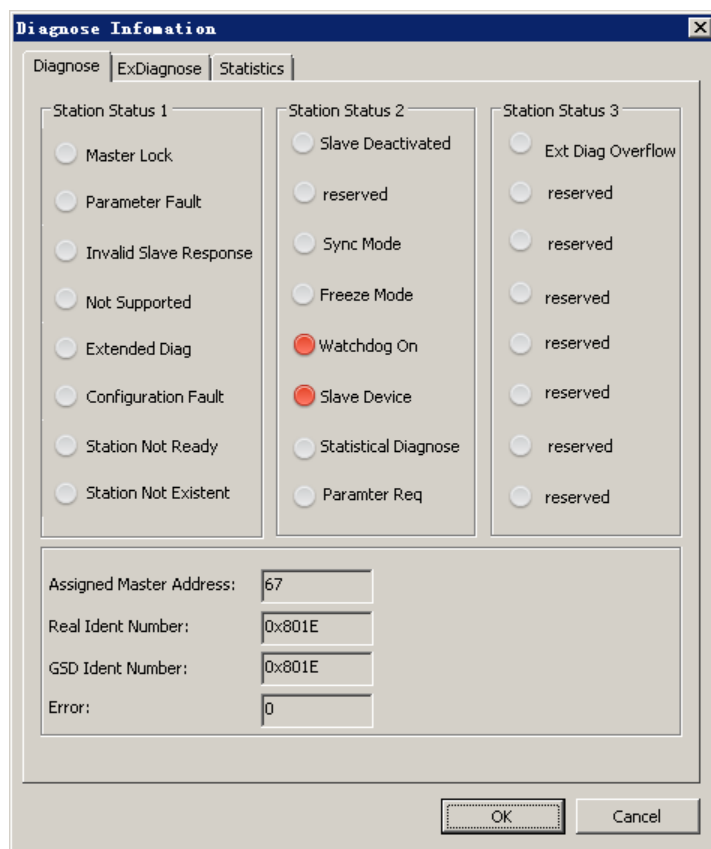 Diagnose Infomation
Diagnose ExDiagnose Statistics
Station Status 1
Master Lock
Parameter Fault
Invalid Slave Response
Not Supported
Extended Diag
Configuration Fault
Station Not Ready
Station Not Existent
Station Status 2
Slave Deactivated
reserved
Sync Mode
Freeze Mode
Watchdog On
Slave Device
Statistical Diagnose
Paramter Req
Station Status 3
Ext Diag Overflow
reserved
reserved
reserved
reserved
reserved
reserved
reserved
Assigned Master Address: 67
Real Ident Number: 0x801E
GSD Ident Number: 0x801E
Error: 0
OK Cancel